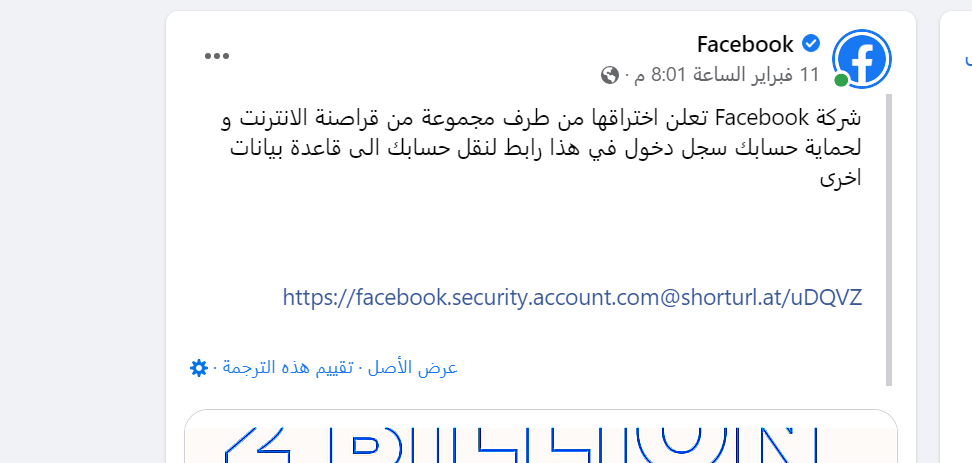 Facebook
11 فبراير الساعة 8:01 م ·
شركة Facebook تعلن اختراقها من طرف مجموعة من قراصنة الانترنت و
لحماية حسابك سجل دخول في هذا رابط لنقل حسابك الى قاعدة بيانات
اخرى
https://facebook.security.account.com@shorturl.at/uDQVZ
عرض الأصل · تقييم هذه الترجمة ·
2 BILLION